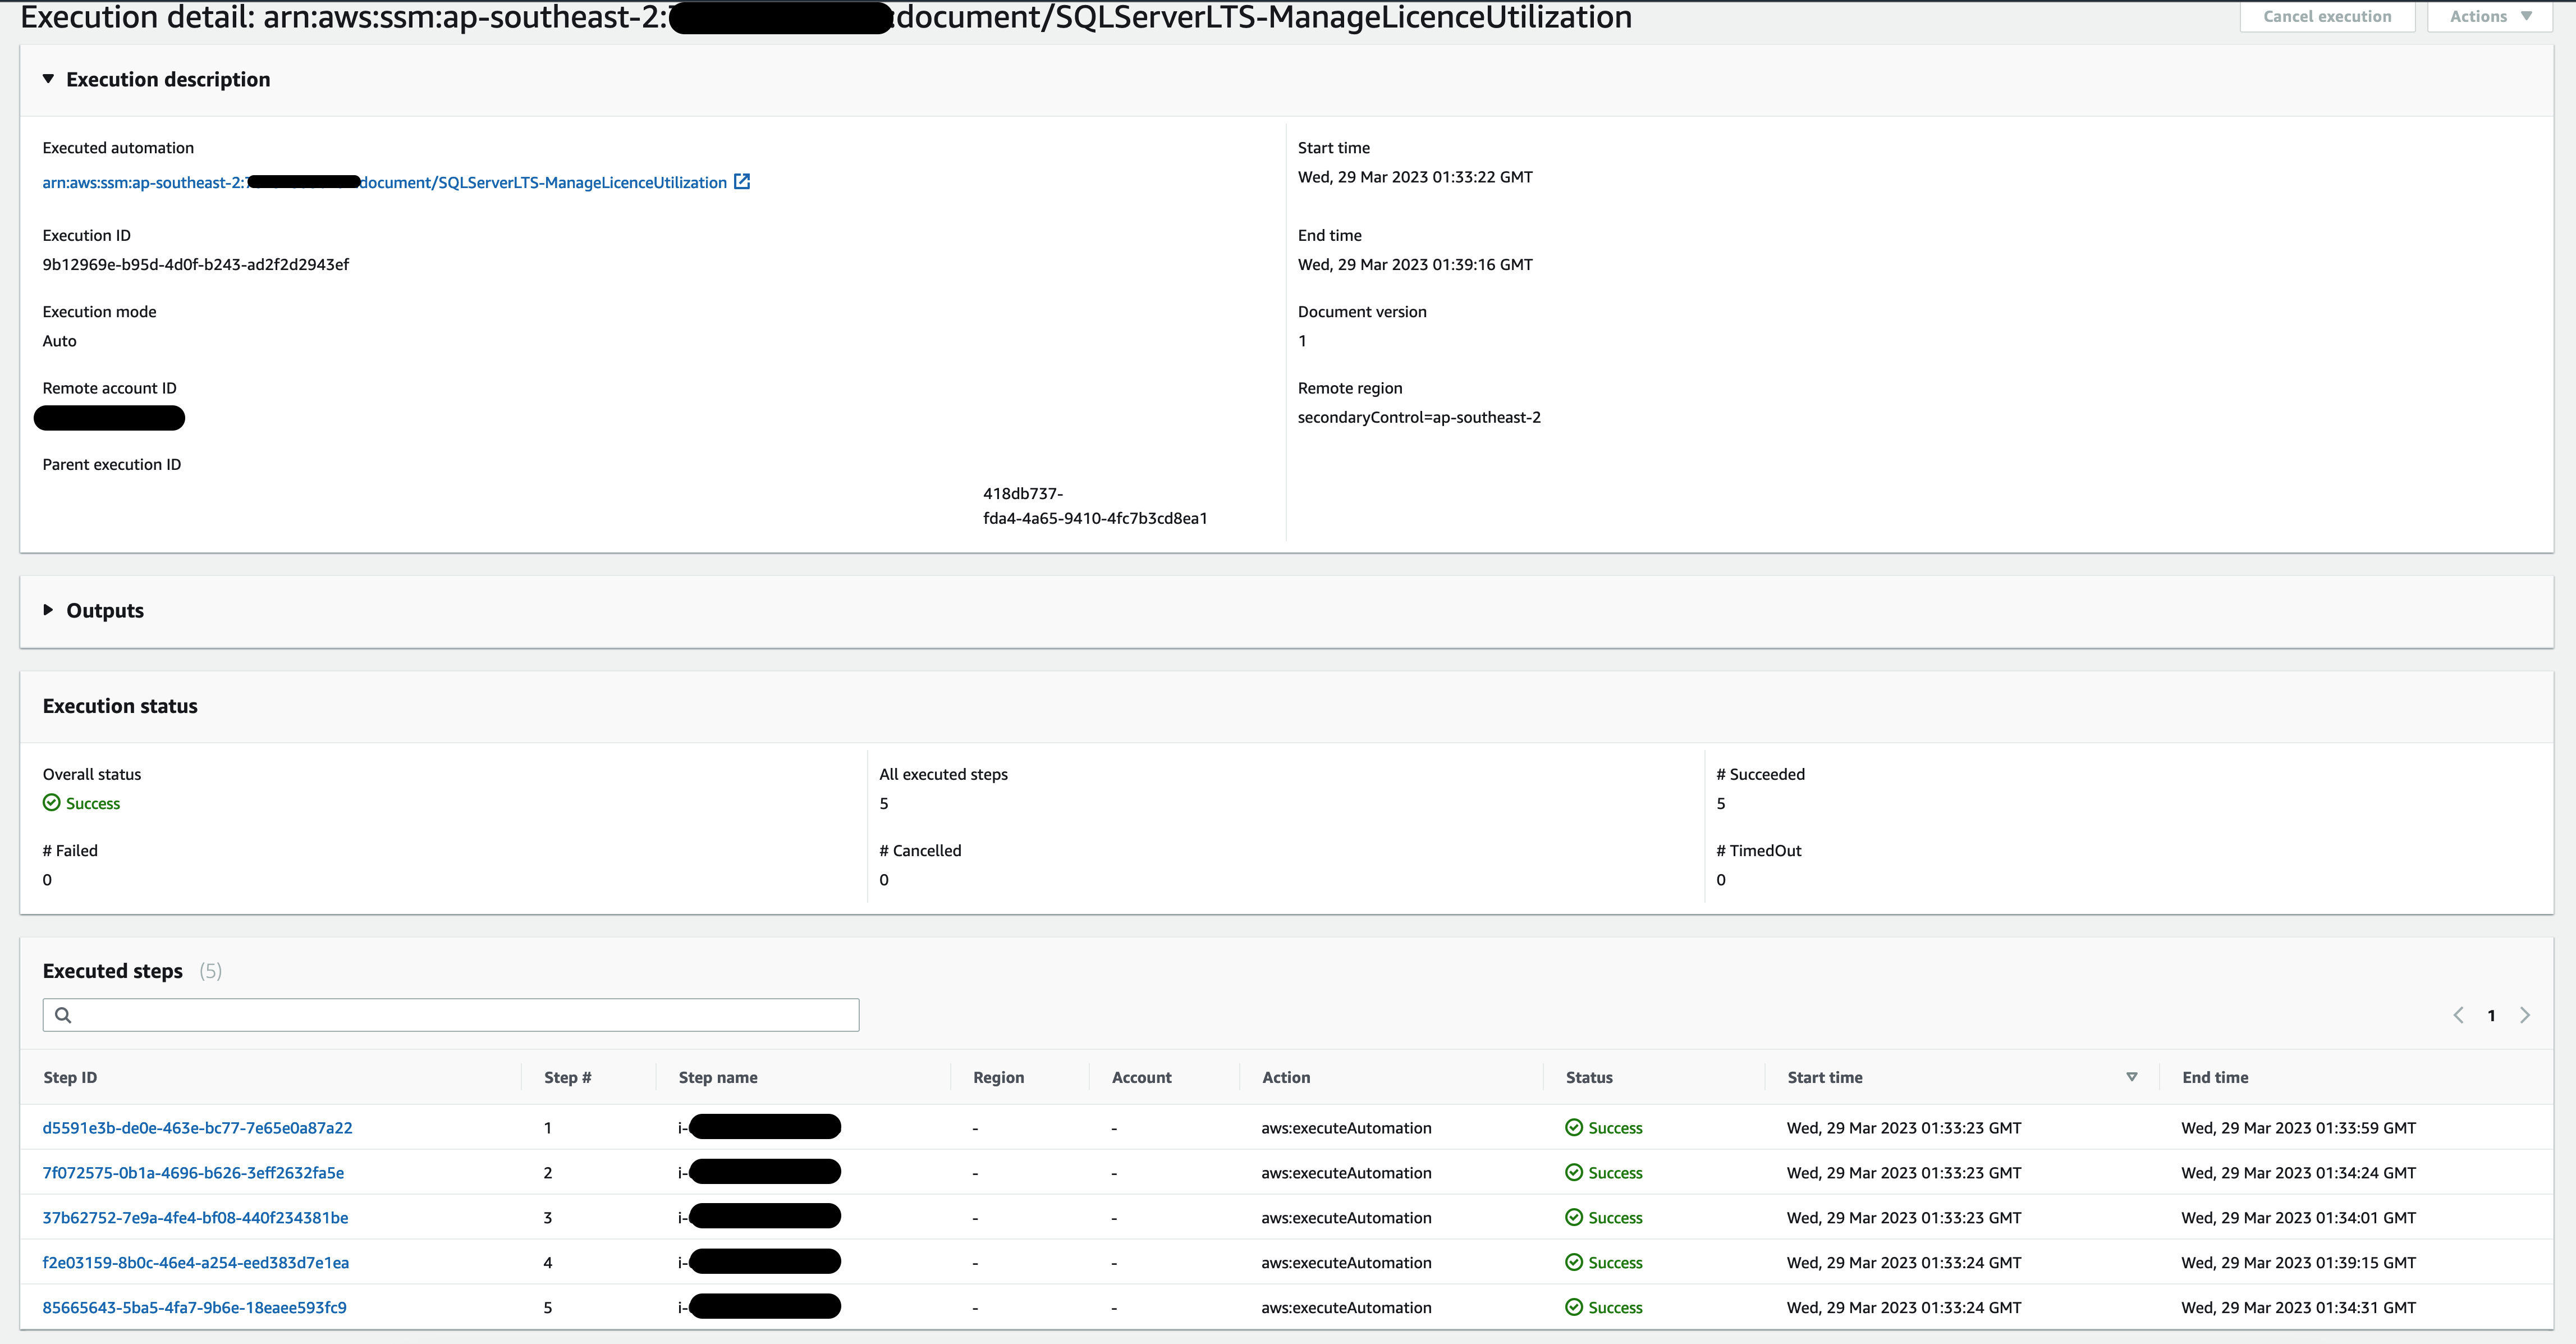 Execution detail: arn:aws:ssm:ap-southeast-2: :document/SQLServerLTS-ManageLicenceUtilization
Cancel execution
Actions
Execution description
Executed automation
arn:aws:ssm:ap-southeast-2: document/SQLServerLTS-ManageLicenceUtilization
Start time
Wed, 29 Mar 2023 01:33:22 GMT
Execution ID
9b12969e-b95d-4d0f-b243-ad2f2d2943ef
End time
Wed, 29 Mar 2023 01:39:16 GMT
Execution mode
Auto
Document version
1
Remote account ID
Remote region
secondaryControl=ap-southeast-2
Parent execution ID
418db737-
fda4-4a65-9410-4fc7b3cd8ea1
Outputs
Execution status
Overall status
Success
All executed steps
5
# Succeeded
5
# Failed
0
# Cancelled
0
# TimedOut
0
Executed steps (5)
1
Step ID Step # Step name Region Account Action Status Start time End time
d5591e3b-de0e-463e-bc77-7e65e0a87a22 1 i- - - aws:executeAutomation Success Wed, 29 Mar 2023 01:33:23 GMT Wed, 29 Mar 2023 01:33:59 GMT
7f072575-0b1a-4696-b626-3eff2632fa5e 2 i- - - aws:executeAutomation Success Wed, 29 Mar 2023 01:33:23 GMT Wed, 29 Mar 2023 01:34:24 GMT
37b62752-7e9a-4fe4-bf08-440f234381be 3 i- - - aws:executeAutomation Success Wed, 29 Mar 2023 01:33:23 GMT Wed, 29 Mar 2023 01:34:01 GMT
f2e03159-8b0c-46e4-a254-eed383d7e1ea 4 i- - - aws:executeAutomation Success Wed, 29 Mar 2023 01:33:24 GMT Wed, 29 Mar 2023 01:39:15 GMT
85665643-5ba5-4fa7-9b6e-18eaee593fc9 5 i- - - aws:executeAutomation Success Wed, 29 Mar 2023 01:33:24 GMT Wed, 29 Mar 2023 01:34:31 GMT